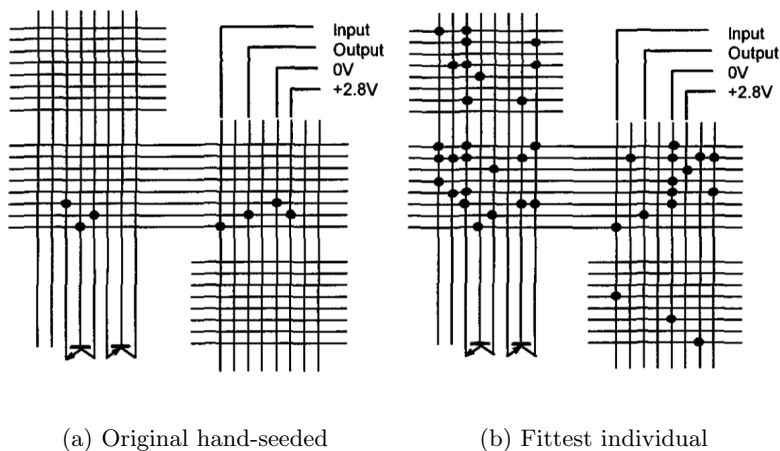 Input
Output
0V
+2.8V
Input
Output
0V
+2.8V
(a) Original hand-seeded
(b) Fittest individual